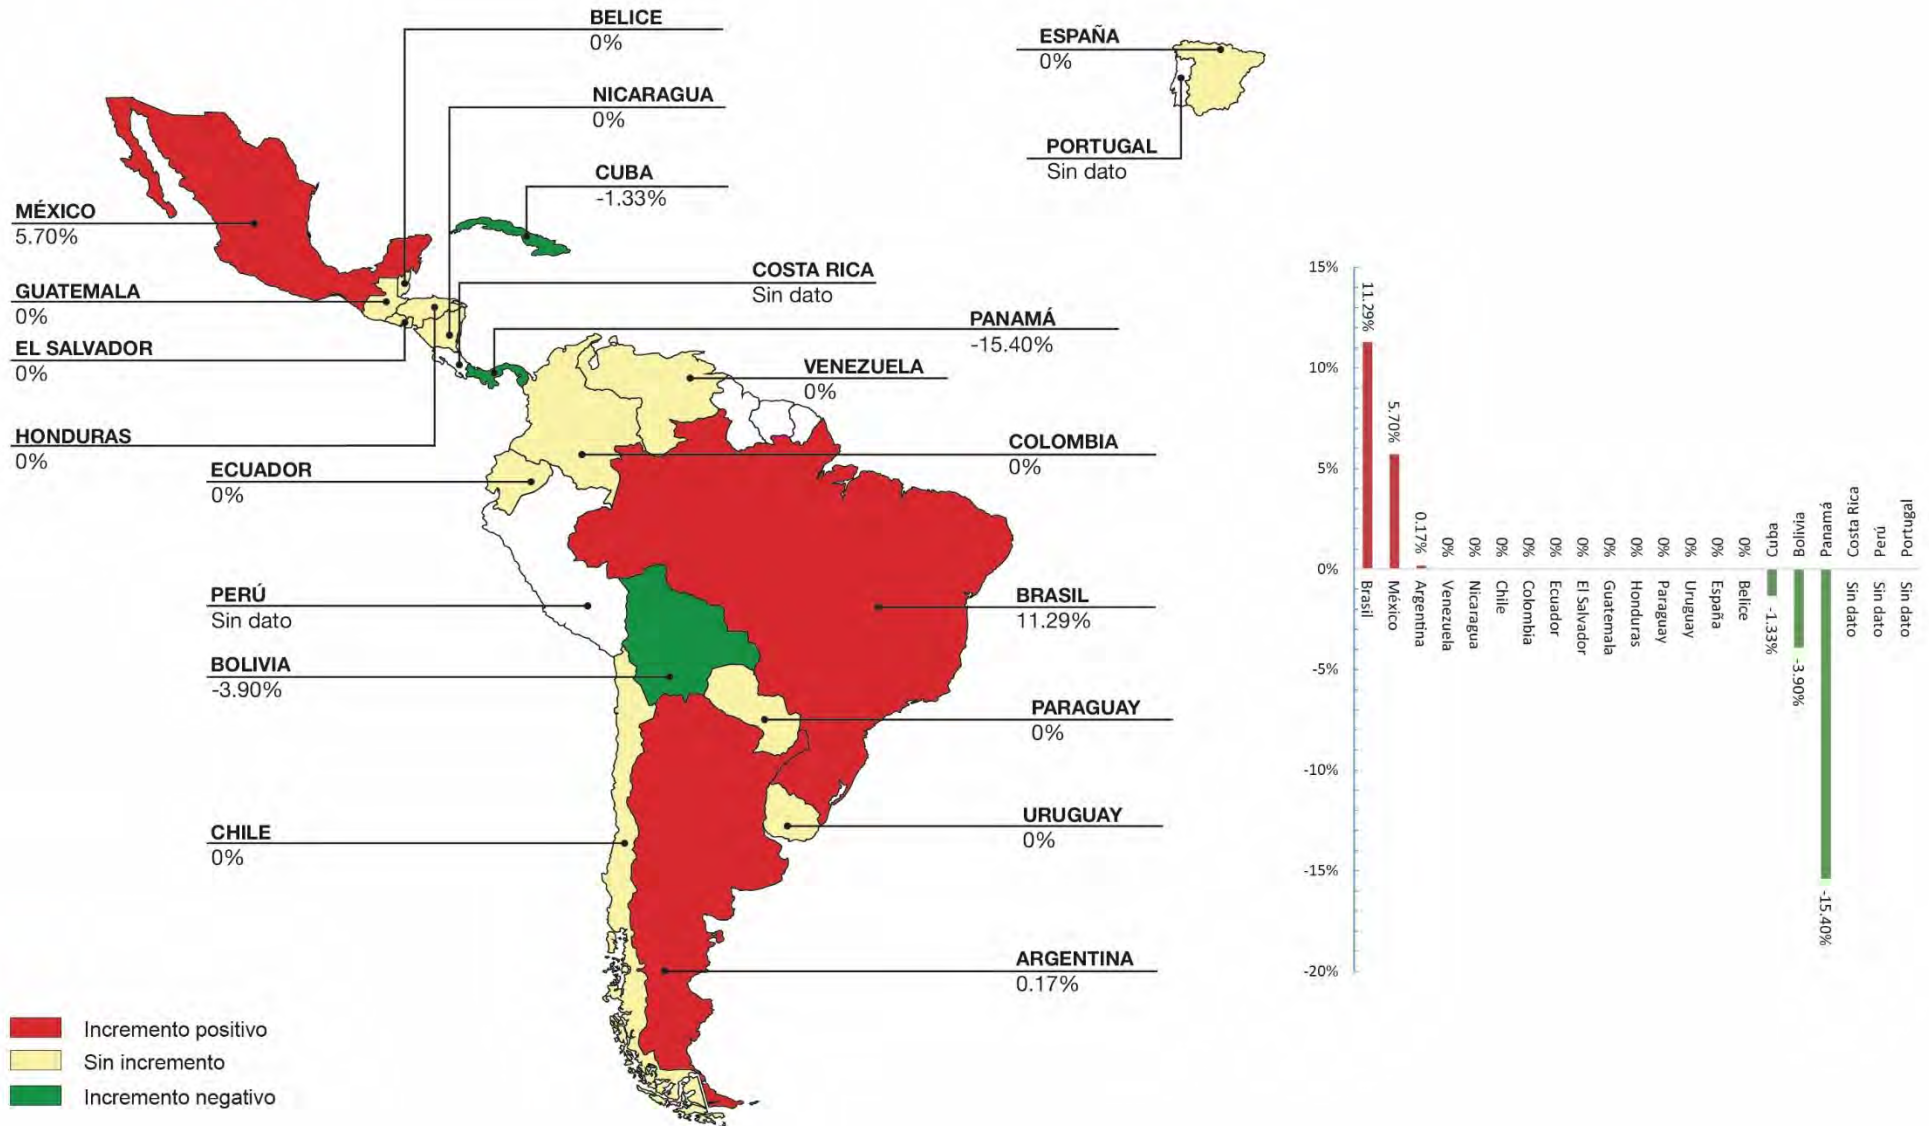 BELICE
0%
ESPAÑA
0%
NICARAGUA
0%
PORTUGAL
Sin dato
CUBA
-1.33%
MÉXICO
5.70%
COSTA RICA
Sin dato
GUATEMALA
0%
PANAMÁ
-15.40%
EL SALVADOR
0%
VENEZUELA
0%
HONDURAS
0%
COLOMBIA
0%
ECUADOR
0%
PERÚ
Sin dato
BRASIL
11.29%
BOLIVIA
-3.90%
PARAGUAY
0%
CHILE
0%
URUGUAY
0%
ARGENTINA
0.17%
Incremento positivo
Sin incremento
Incremento negativo
15%
10%
5%
0%
-5%
-10%
-15%
-20%
11.29%
Brasil
5.70%
México
0.17%
Argentina
0%
Venezuela
0%
Nicaragua
0%
Chile
0%
Colombia
0%
Ecuador
0%
El Salvador
0%
Guatemala
0%
Honduras
0%
Paraguay
0%
Uruguay
0%
España
0%
Belice
Cuba
-1.33%
Bolivia
-3.90%
Panamá
-15.40%
Costa Rica
Sin dato
Perú
Sin dato
Portugal
Sin dato